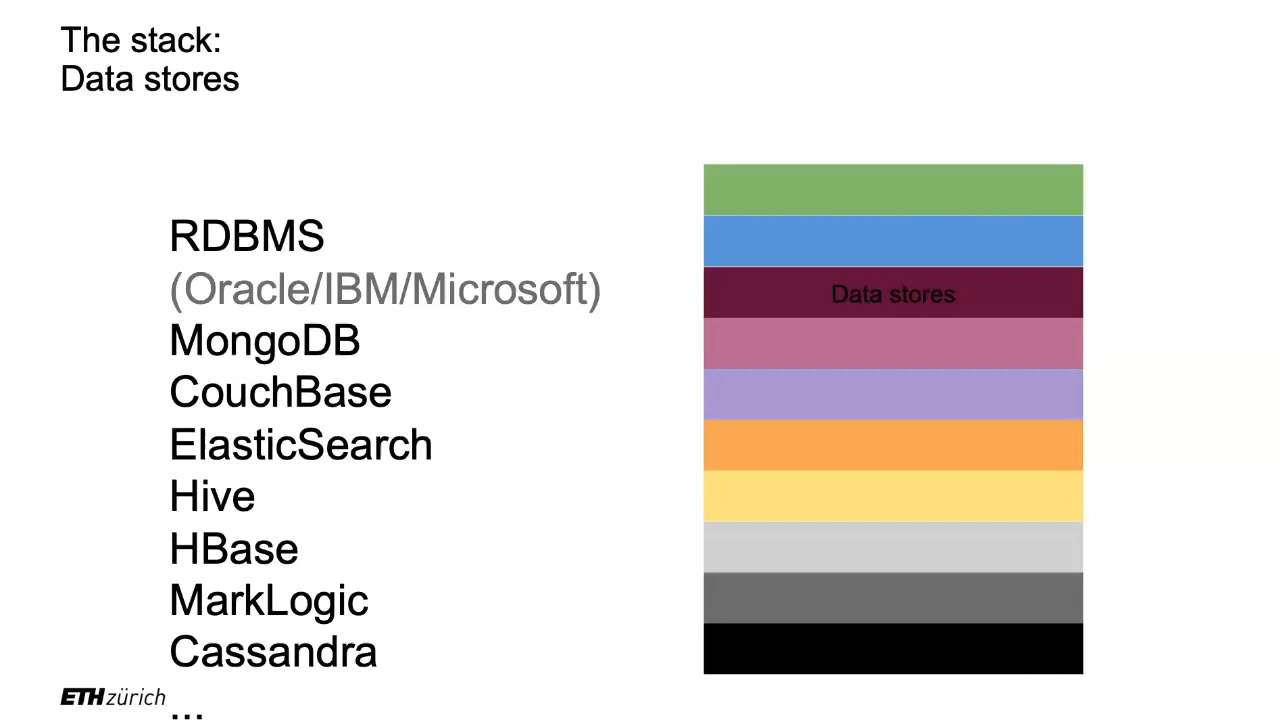 The stack:
Data stores
RDBMS
(Oracle/IBM/Microsoft)
MongoDB
CouchBase
ElasticSearch
Hive
HBase
MarkLogic
Cassandra
...
Data stores
ETH zürich